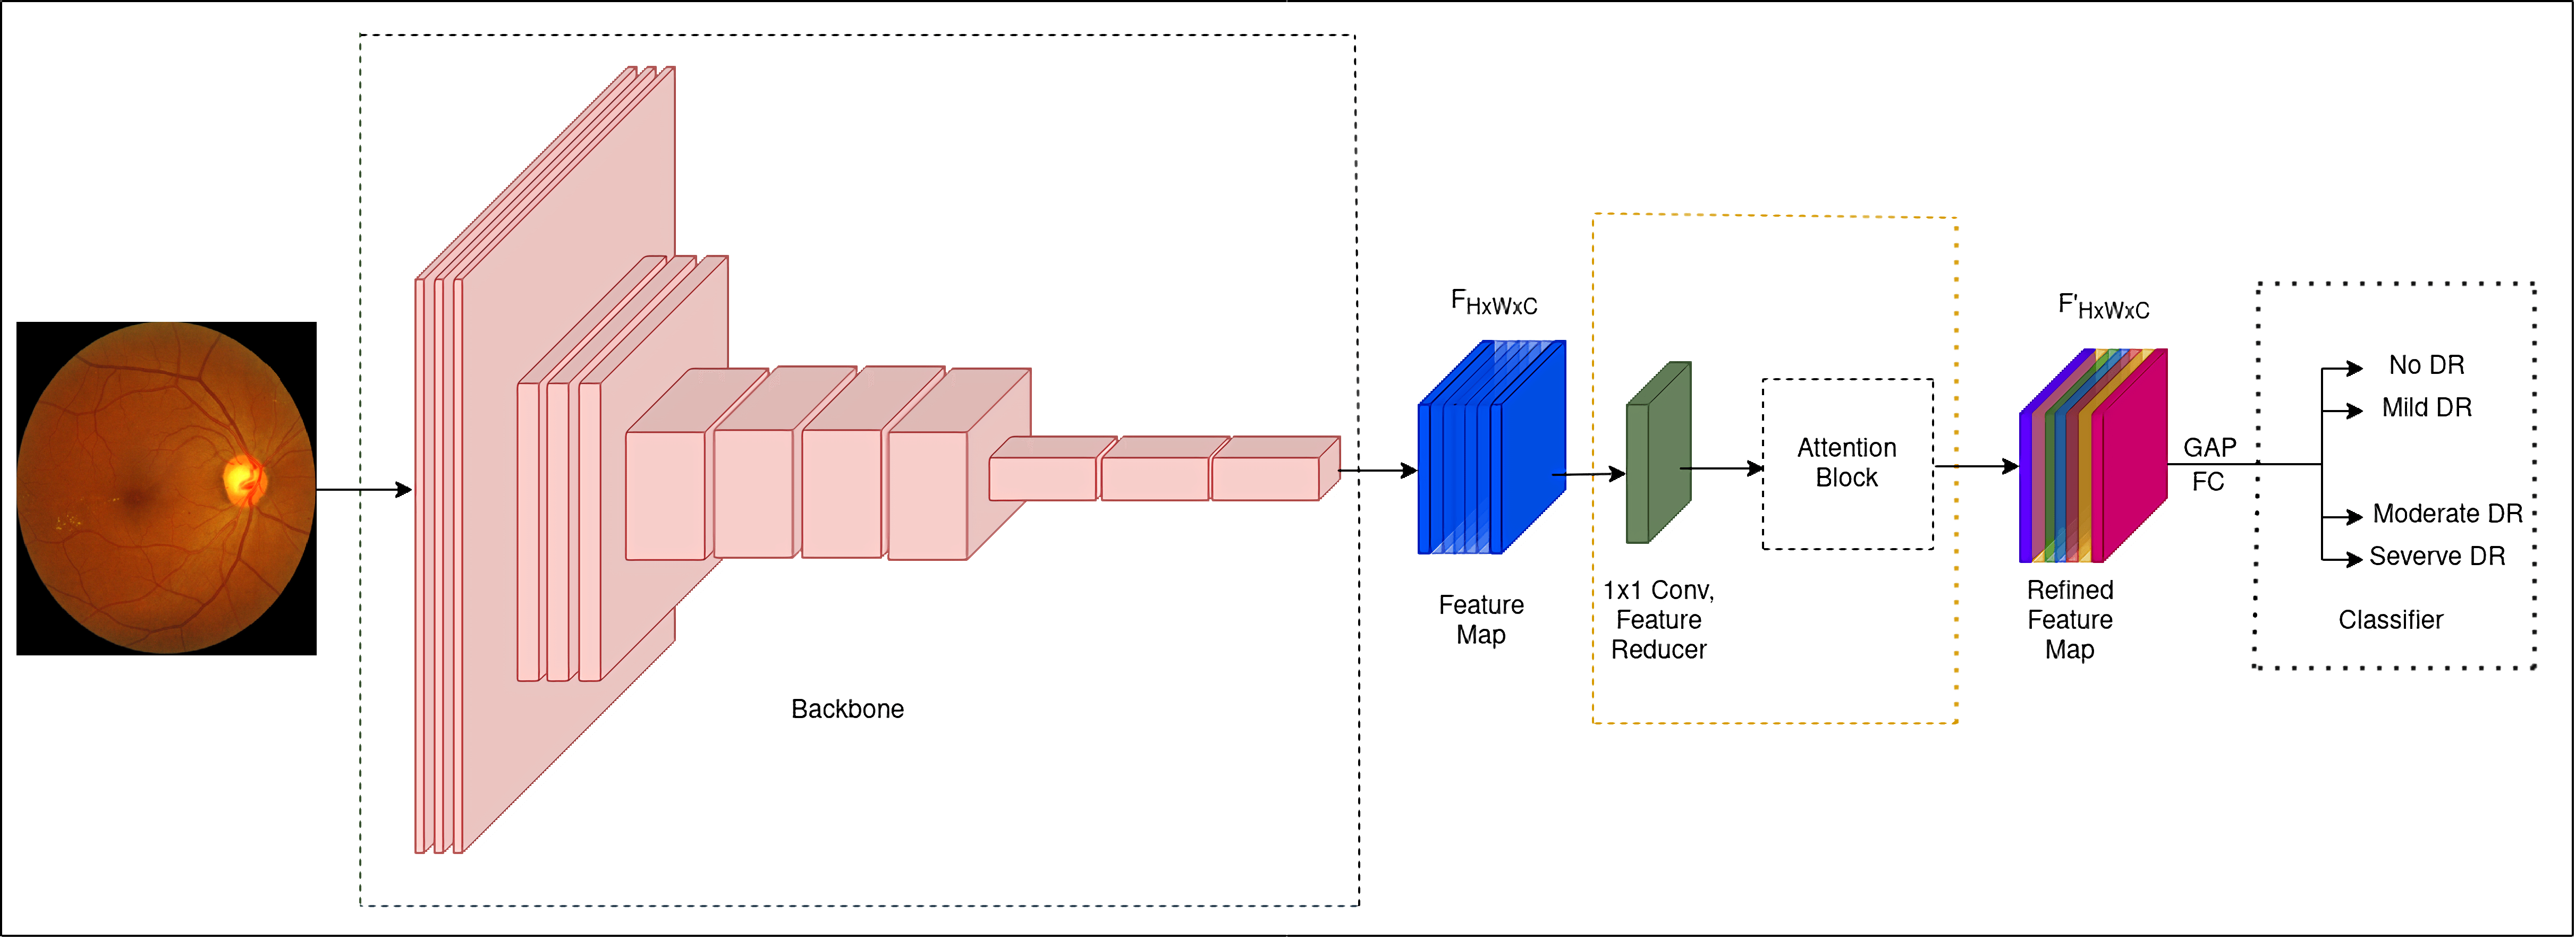 Backbone
F HxWxC
Feature
Map
1x1 Conv,
Feature
Reducer
Attention
Block
F' HxWxC
Refined
Feature
Map
GAP
FC
No DR
Mild DR
Moderate DR
Severve DR
Classifier